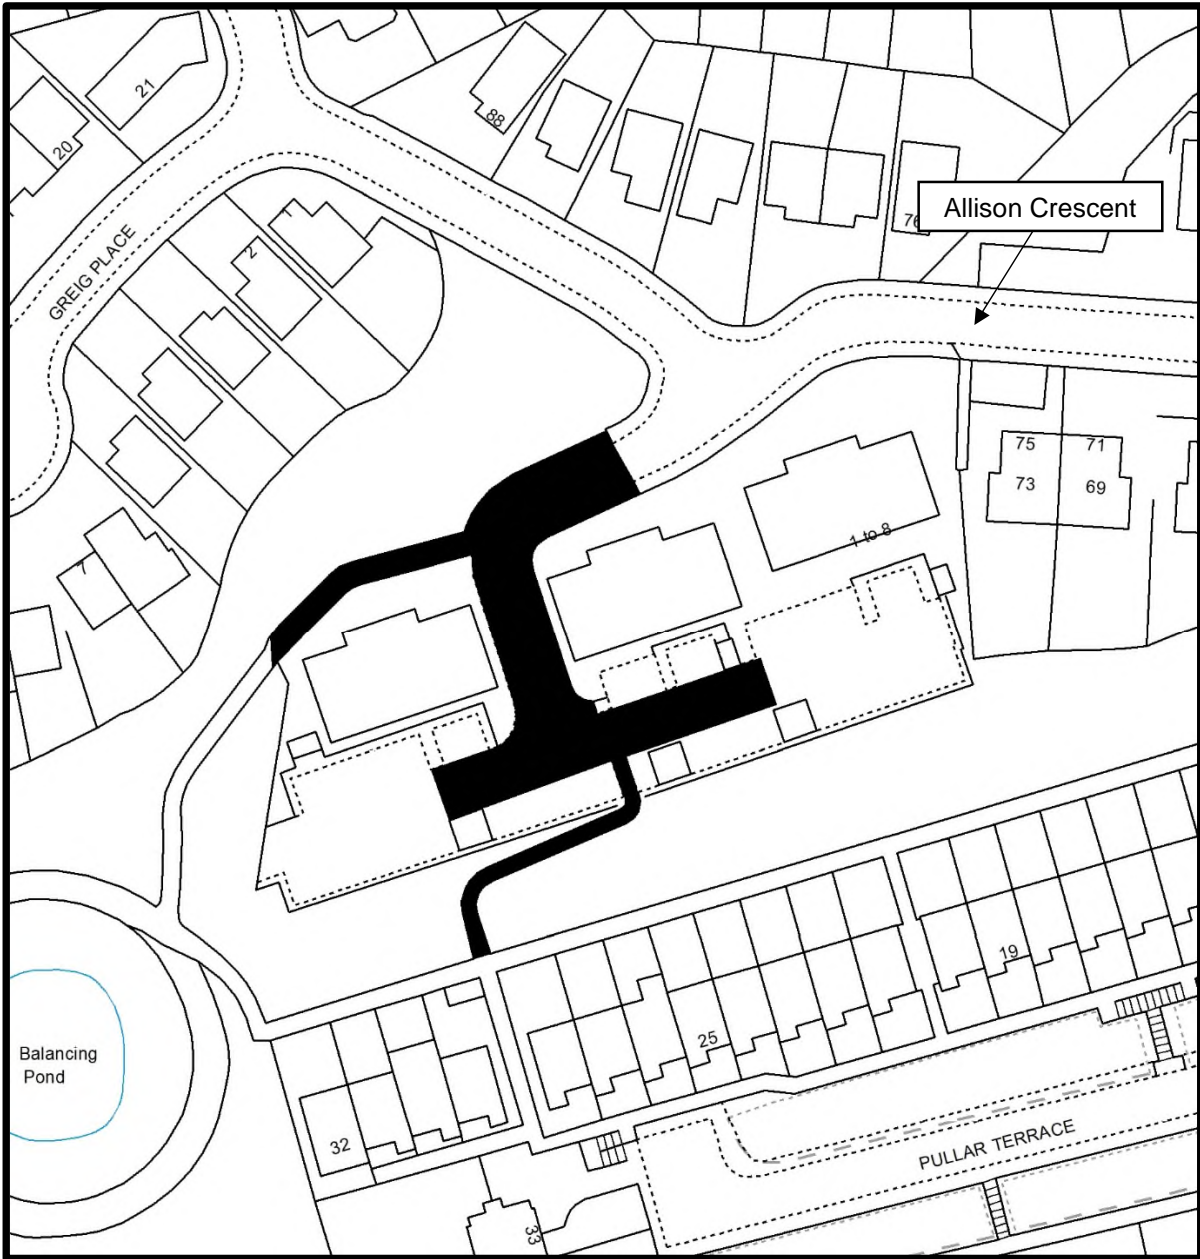 21
20
88
76
Allison Crescent
1
2
GREIG PLACE
75
71
73
69
1 to 8
7
19
25
Balancing
Pond
32
PULLAR TERRACE
33